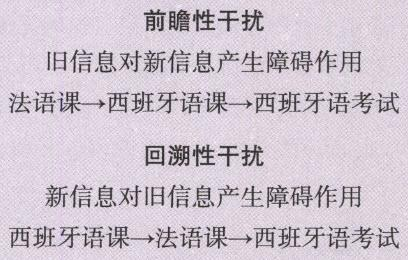 前瞻性干扰
旧信息对新信息产生障碍作用
法语课→西班牙语课→西班牙语考试
回溯性干扰
新信息对旧信息产生障碍作用
西班牙语课→法语课→西班牙语考试